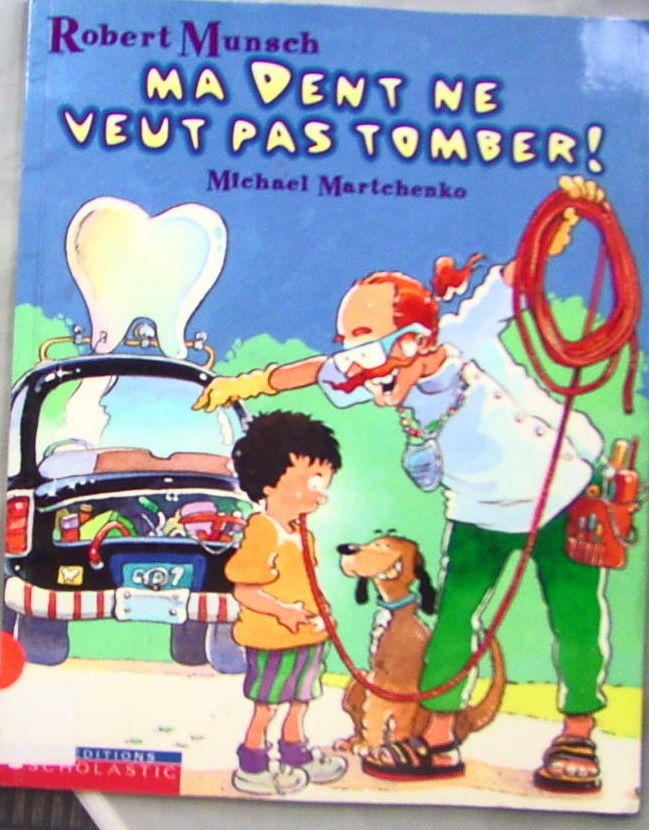 Robert Munsch
MA DENT NE
VEUT PAS TOMBER!
Michael Martchenko
EDITIONS
SCHOLASTIC